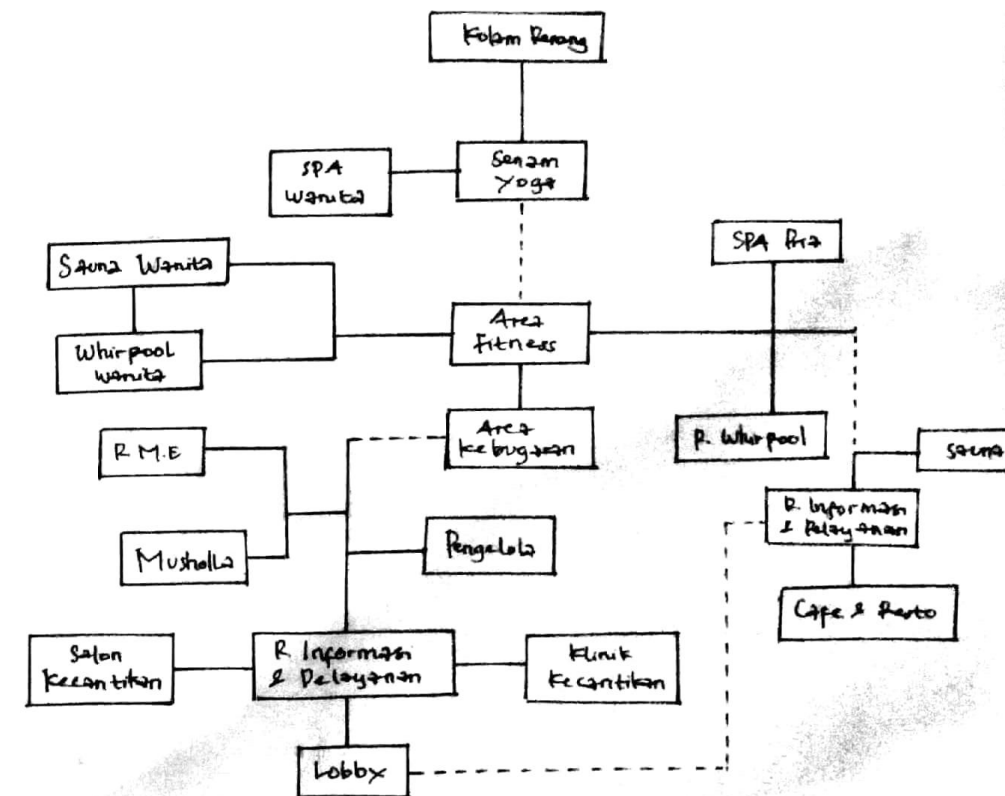 Kolam Renang
Senam
Yoga
SPA
Wanita
SPA Pria
Sauna Wanita
Whirpool
Wanita
Area
Fitness
Area
Kebugaran
R. Whirpool
R M.E
Sauna
R. Informasi
& Pelayanan
Musholla
Pengelola
Cafe & Resto
Salon
Kecantikan
R. Informasi
& Pelayanan
Klinik
Kecantikan
Lobby